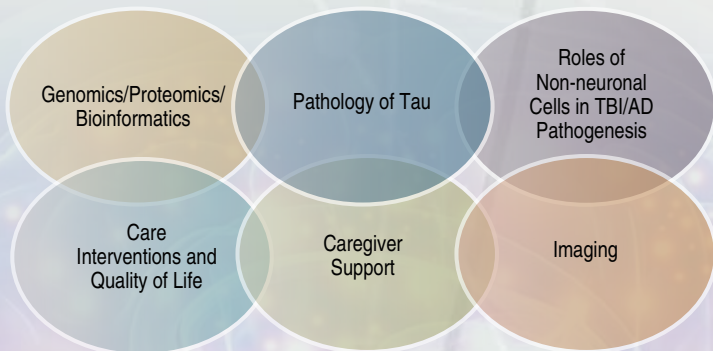 Genomics/Proteomics/
Bioinformatics
Pathology of Tau
Roles of
Non-neuronal
Cells in TBI/AD
Pathogenesis
Care
Interventions and
Quality of Life
Caregiver
Support
Imaging